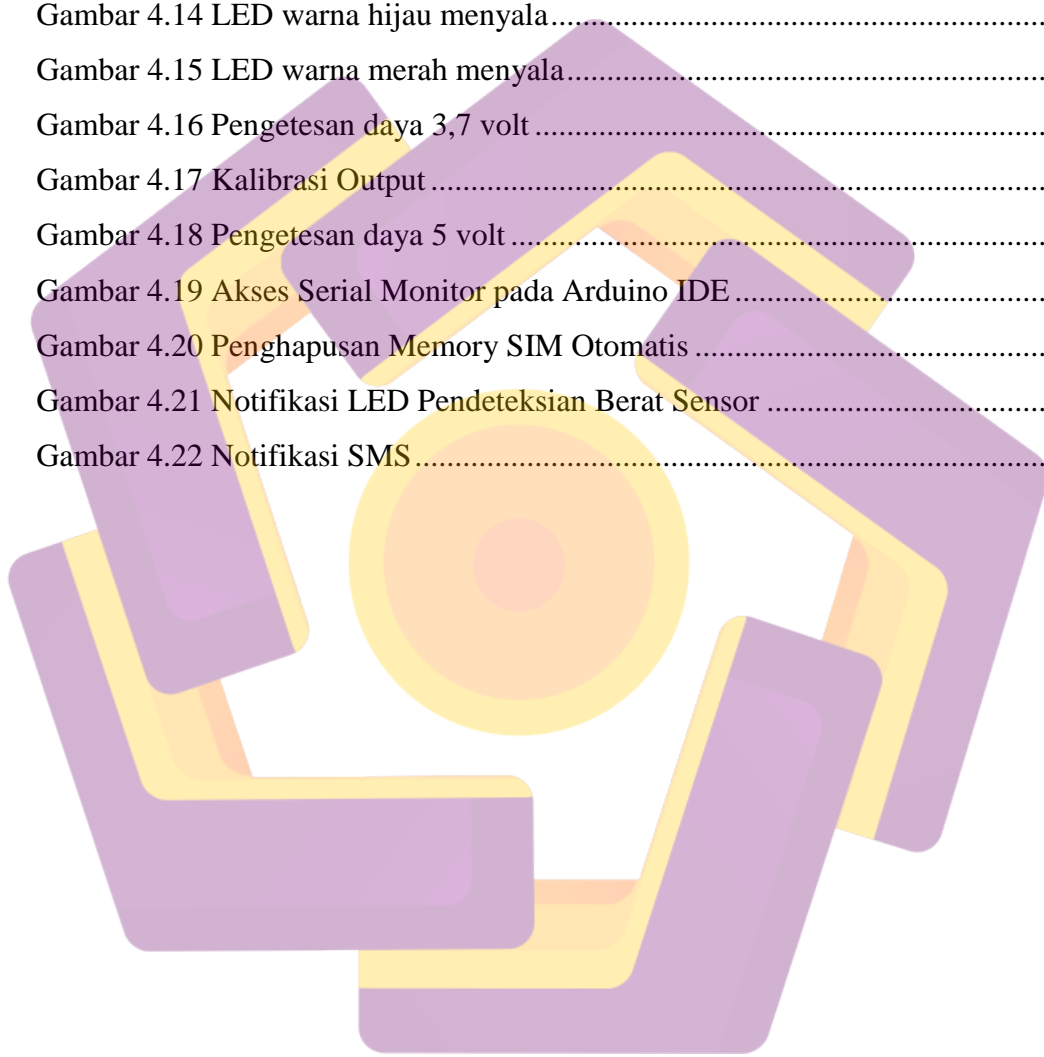 Gambar 4.14 LED warna hijau menyala........................................................
Gambar 4.15 LED warna merah menyala......................................................
Gambar 4.16 Pengetesan daya 3,7 volt..........................................................
Gambar 4.17 Kalibrasi Output.......................................................................
Gambar 4.18 Pengetesan daya 5 volt.............................................................
Gambar 4.19 Akses Serial Monitor pada Arduino IDE...................................
Gambar 4.20 Penghapusan Memory SIM Otomatis........................................
Gambar 4.21 Notifikasi LED Pendeteksian Berat Sensor...............................
Gambar 4.22 Notifikasi SMS.........................................................................